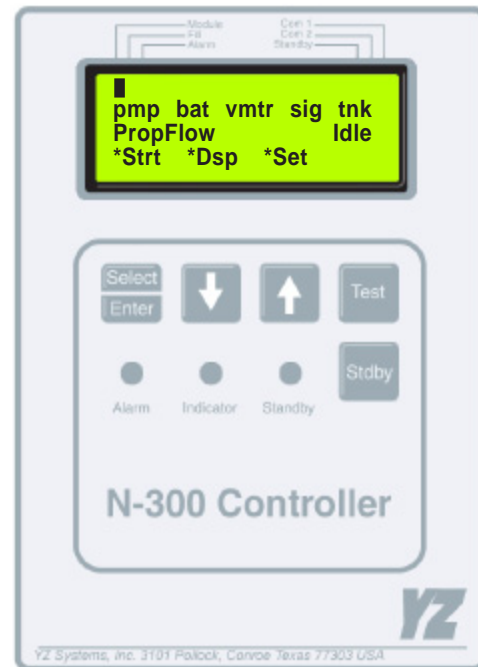 Module Com 1
Fill Com 2
Alarm Standby
pmp bat vmtr sig tnk
PropFlow Idle
*Strt *Dsp *Set
Select
Enter
Test
Stdby
Alarm Indicator Standby
N-300 Controller
YZ
YZ Systems, Inc. 3101 Pollock, Conroe Texas 77303 USA